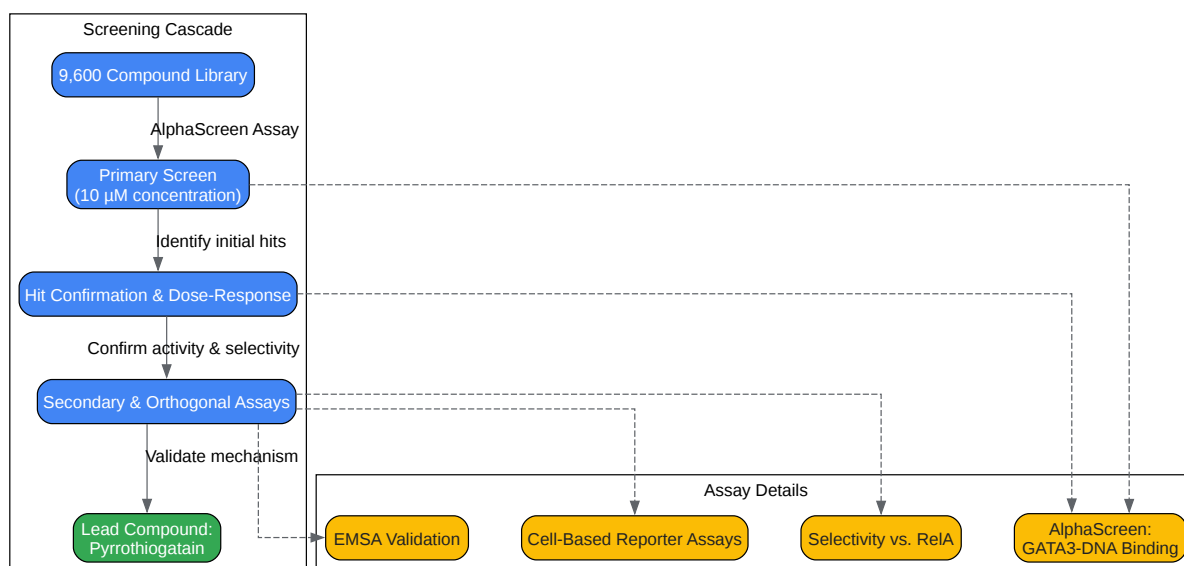 Screening Cascade
9,600 Compound Library
AlphaScreen Assay
Primary Screen
(10 µM concentration)
Identify initial hits
Hit Confirmation & Dose-Response
Confirm activity & selectivity
Secondary & Orthogonal Assays
Validate mechanism
Lead Compound:
Pyrrothiogatain
Assay Details
EMSA Validation
Cell-Based Reporter Assays
Selectivity vs. RelA
AlphaScreen:
GATA3-DNA Binding